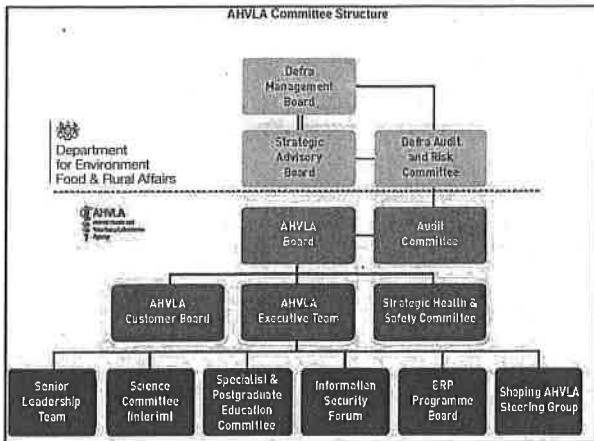 AHVLA Committee Structure
Defra
Management
Board
Department
for Environment
Food & Rural Affairs
Strategic
Advisory
Board
Defra Audit
and Risk
Committee
AHVLA
AHVLA
Board
Audit
Committee
AHVLA
Customer Board
AHVLA
Executive Team
Strategic Health &
Safety Committee
Senior
Leadership
Team
Science
Committee
(interim)
Specialist &
Postgraduate
Education
Committee
Information
Security
Forum
ERP
Programme
Board
Shaping AHVLA
Steering Group